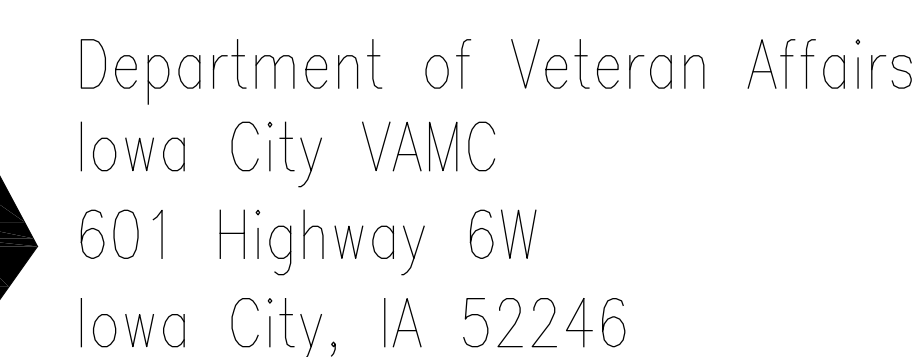 Department of Veteran Affairs
Iowa City VAMC
601 Highway 6W
Iowa City, IA 52246